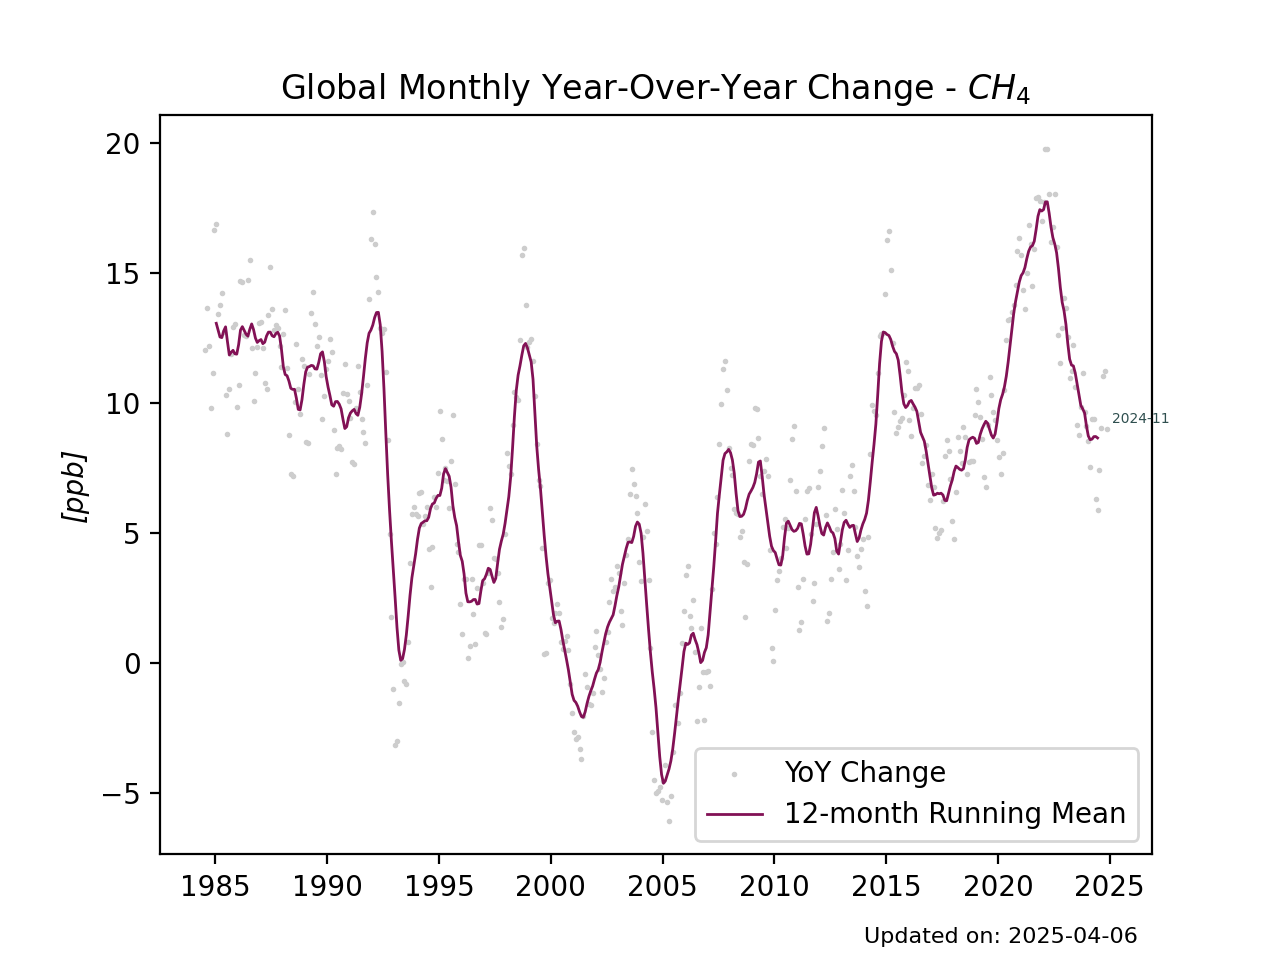 Global Monthly Year-Over-Year Change - CH₄
20
15
10
5
0
−5
[ppb]
2024-11
YoY Change
12-month Running Mean
1985 1990 1995 2000 2005 2010 2015 2020 2025
Updated on: 2025-04-06